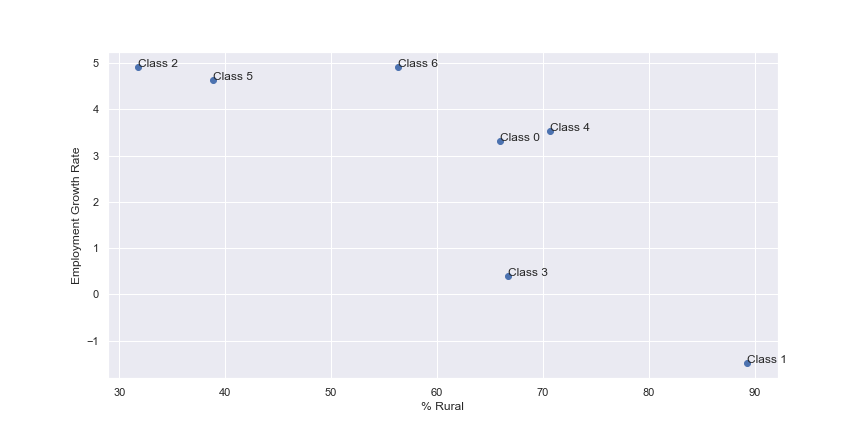 5
4
3
2
1
0
−1
Employment Growth Rate
Class 2
Class 5
Class 6
Class 0
Class 4
Class 3
Class 1
30 40 50 60 70 80 90
% Rural